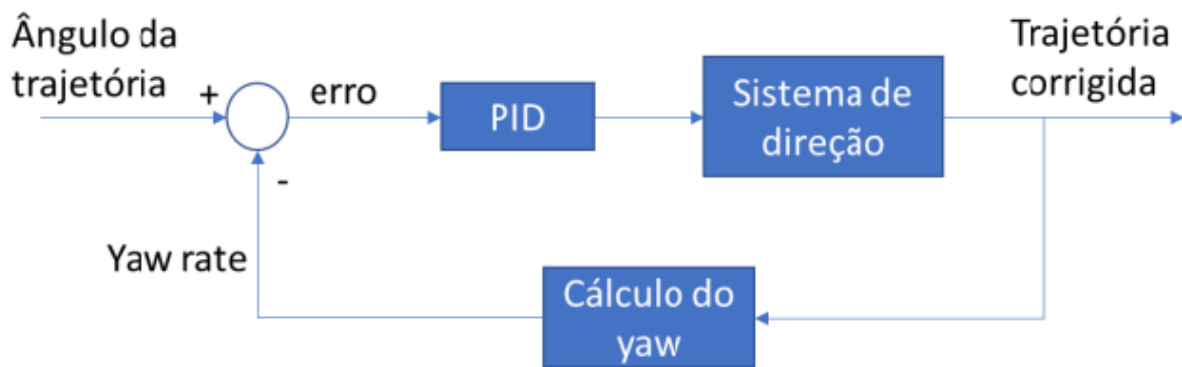 Ângulo da
trajetória
+
erro
PID
Sistema de
direção
Trajetória
corrigida
-
Yaw rate
Cálculo do
yaw